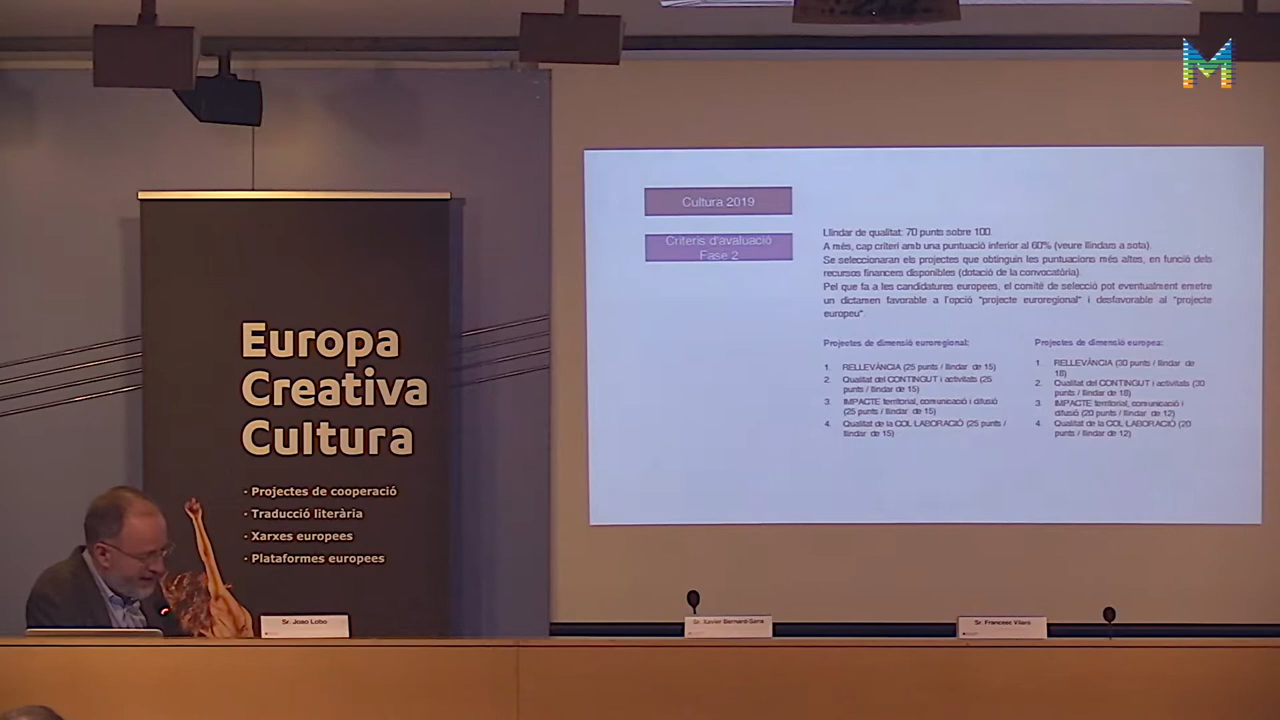 M
Cultura 2019
Criteris d'avaluació
Fase 2
Llindar de qualitat: 70 punts sobre 100.
A més, cap criteri amb una puntuació inferior al 60% (veure llindars a sota).
Se seleccionaran els projectes que obtinguin les puntuacions més altes, en funció dels
recursos financers disponibles (dotació de la convocatòria).
Pel que fa a les candidatures europees, el comitè de selecció pot eventualment emetre
un dictamen favorable a l'opció "projecte euroregional" i desfavorable al "projecte
europeu".
Projectes de dimensió euroregional:
1. RELLEVÀNCIA (25 punts / llindar de 15)
2. Qualitat del CONTINGUT i activitats (25
punts / llindar de 15)
3. IMPACTE territorial, comunicació i difusió
(25 punts / llindar de 15)
4. Qualitat de la COL·LABORACIÓ (25 punts /
llindar de 15)
Projectes de dimensió europea:
1. RELLEVÀNCIA (30 punts / llindar de
18)
2. Qualitat del CONTINGUT i activitats (30
punts / llindar de 18)
3. IMPACTE territorial, comunicació i
difusió (20 punts / llindar de 12)
4. Qualitat de la COL·LABORACIÓ (20
punts / llindar de 12)
Europa
Creativa
Cultura
· Projectes de cooperació
· Traducció literària
· Xarxes europees
· Plataformes europees
Sr. Joao Lobo
Sr. Xavier Bernard-Sans
Sr. Francesc Vilaró